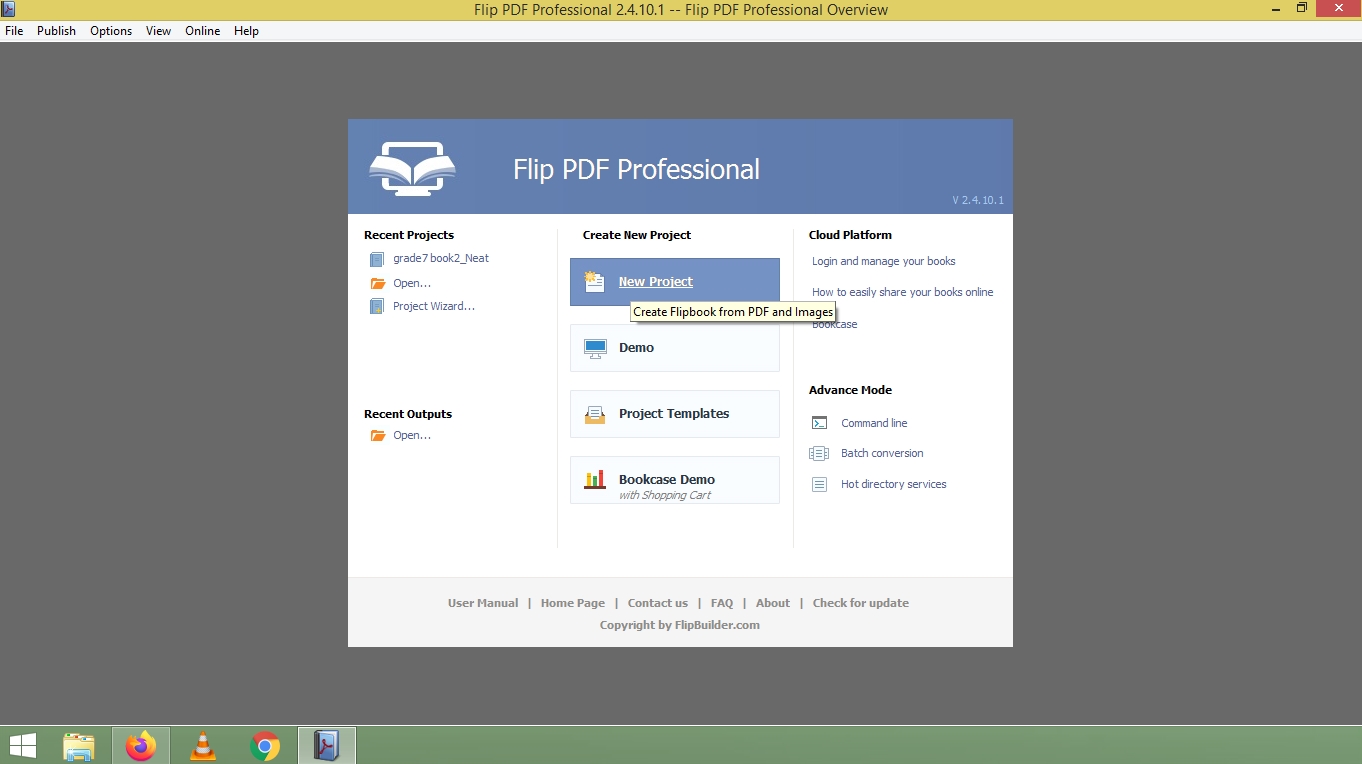 Flip PDF Professional 2.4.10.1 -- Flip PDF Professional Overview
File Publish Options View Online Help
Flip PDF Professional
V 2.4.10.1
Recent Projects
grade7 book2_Neat
Open...
Project Wizard...
Recent Outputs
Open...
Create New Project
New Project
Create Flipbook from PDF and Images
Demo
Project Templates
Bookcase Demo
with Shopping Cart
Cloud Platform
Login and manage your books
How to easily share your books online
Bookcase
Advance Mode
Command line
Batch conversion
Hot directory services
User Manual | Home Page | Contact us | FAQ | About | Check for update
Copyright by FlipBuilder.com